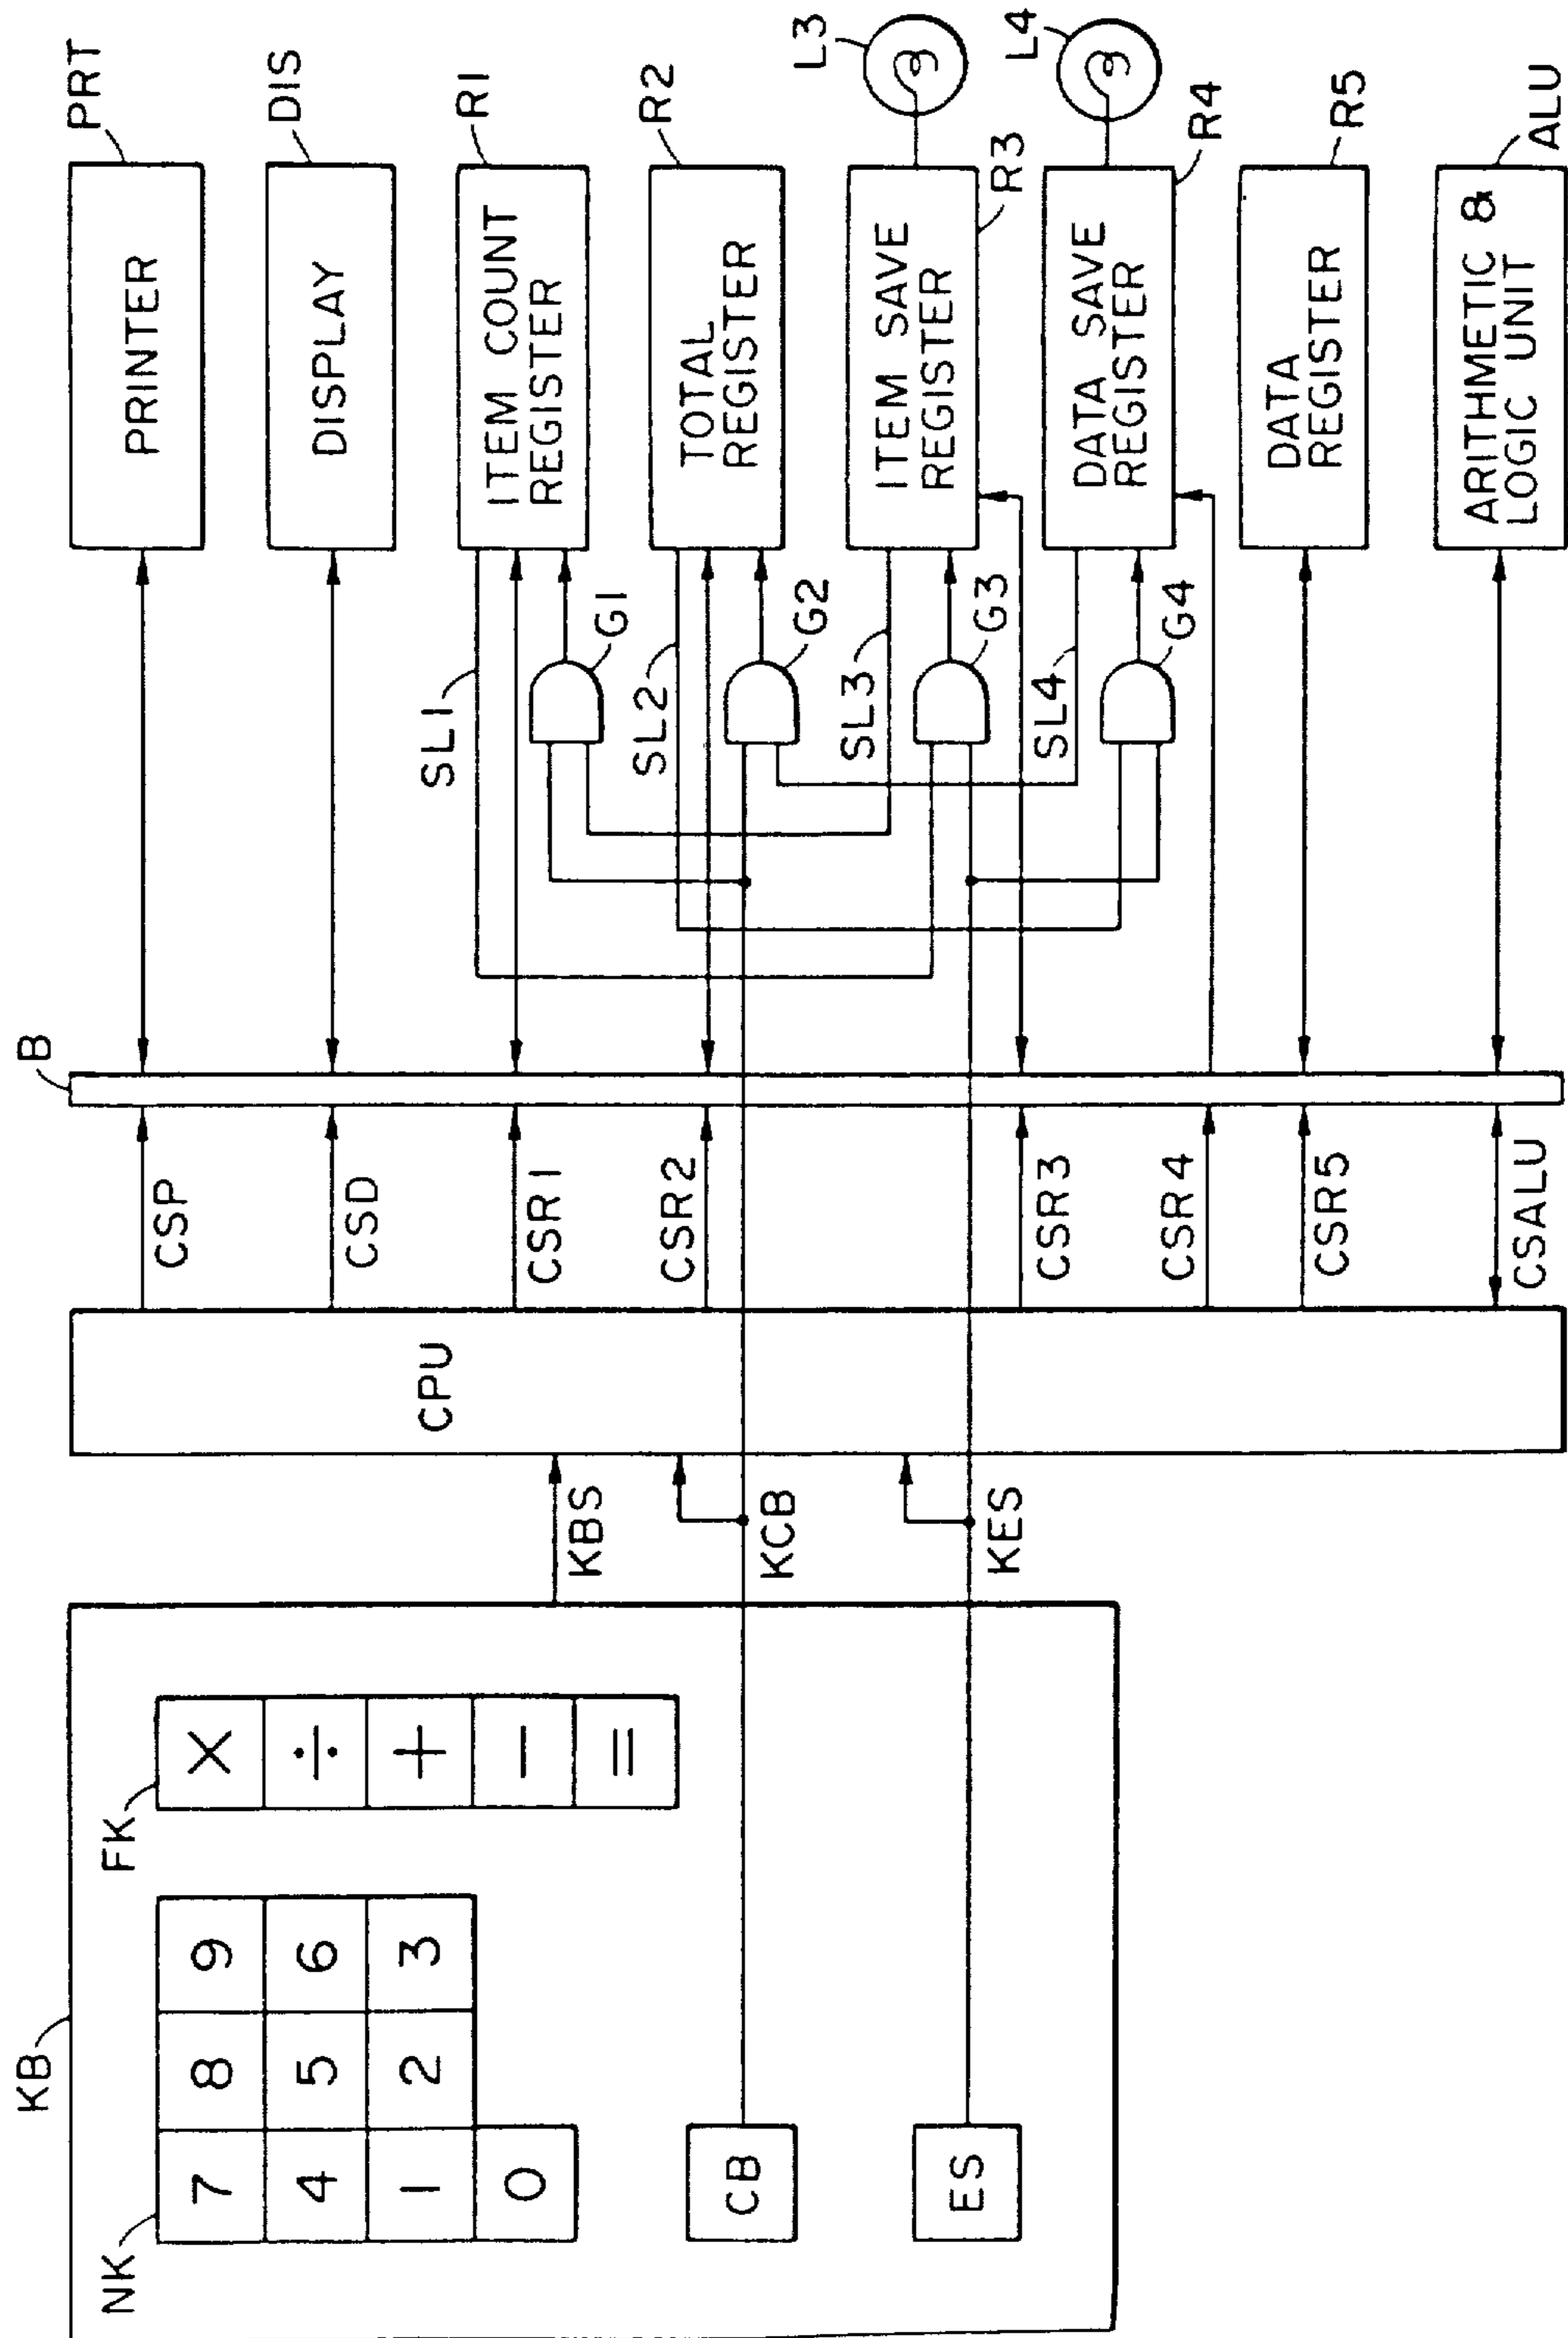 KB
NK
7 8 9
4 5 6
1 2 3
0
FK
×
÷
+
−
=
CB
ES
KBS
KCB
KES
CPU
CSP
CSD
CSR1
CSR2
CSR3
CSR4
CSR5
CSALU
B
SL1
SL2
SL3
SL4
G1
G2
G3
G4
PRINTER
PRT
DISPLAY
DIS
ITEM COUNT
REGISTER
R1
TOTAL
REGISTER
R2
ITEM SAVE
REGISTER
R3
L3
DATA SAVE
REGISTER
R4
L4
DATA
REGISTER
R5
ARITHMETIC &
LOGIC UNIT
ALU